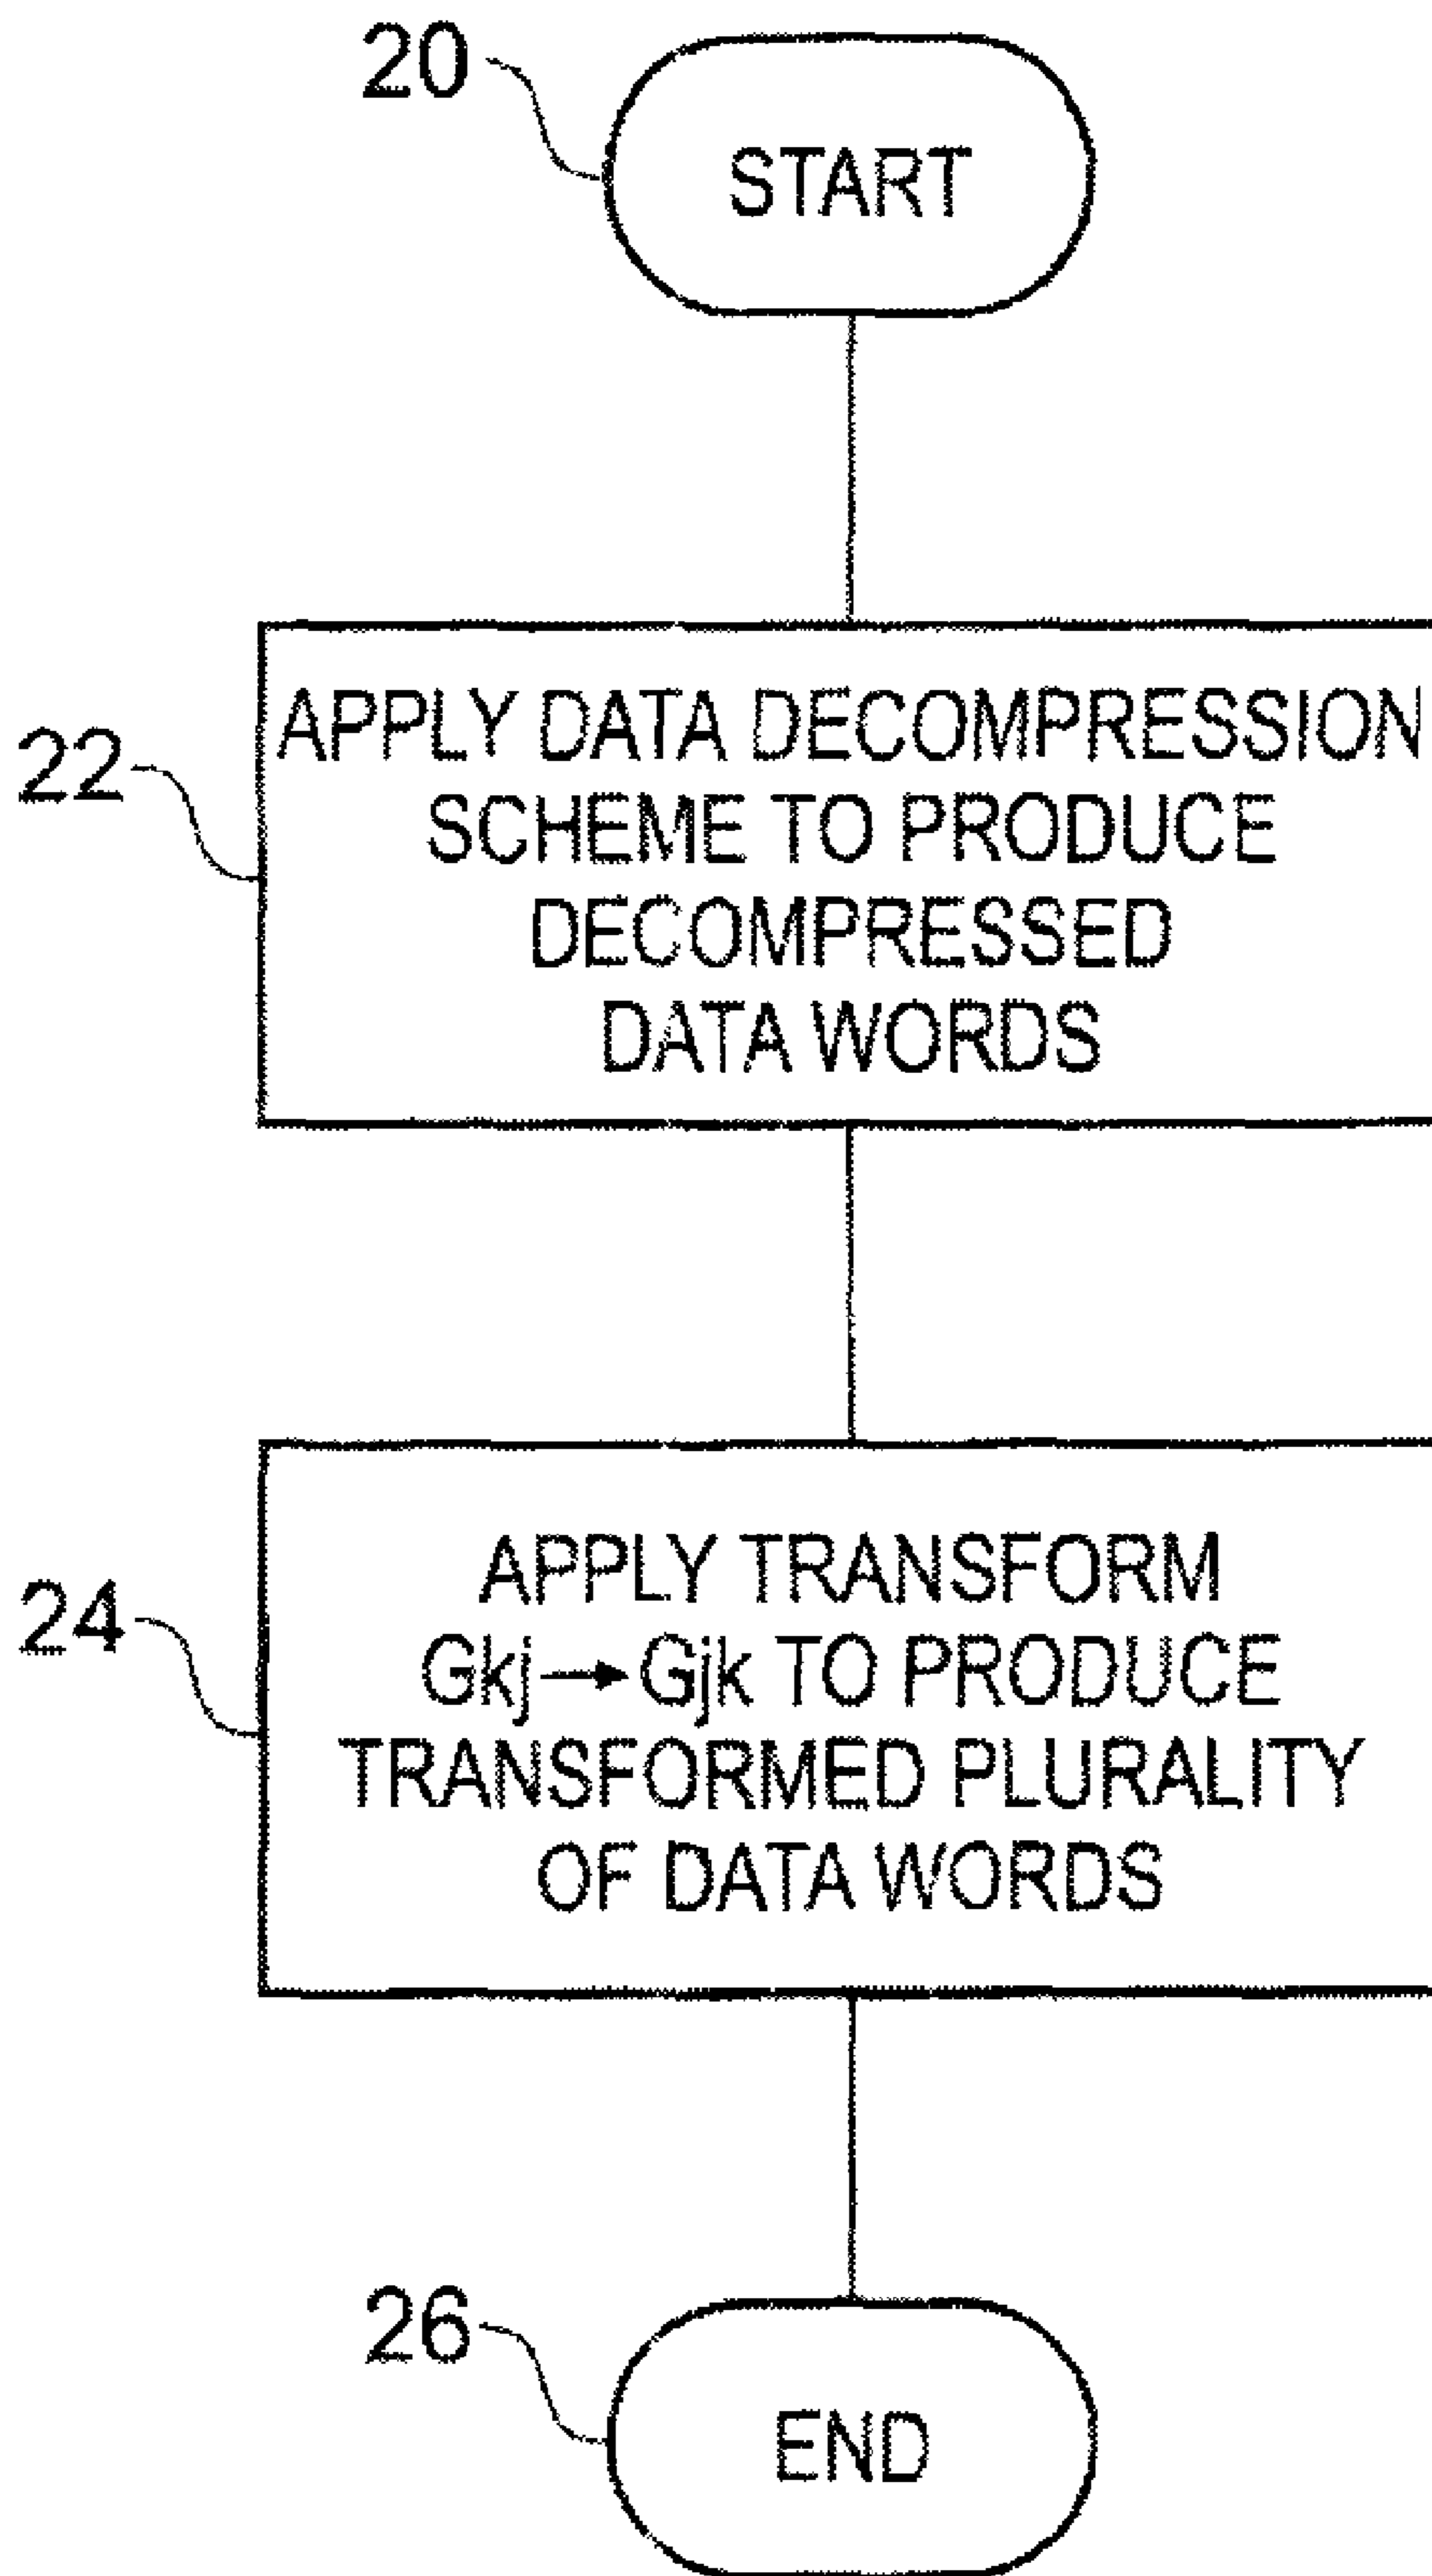 20
START
22
APPLY DATA DECOMPRESSION
SCHEME TO PRODUCE
DECOMPRESSED
DATA WORDS
24
APPLY TRANSFORM
Gkj→Gjk TO PRODUCE
TRANSFORMED PLURALITY
OF DATA WORDS
26
END